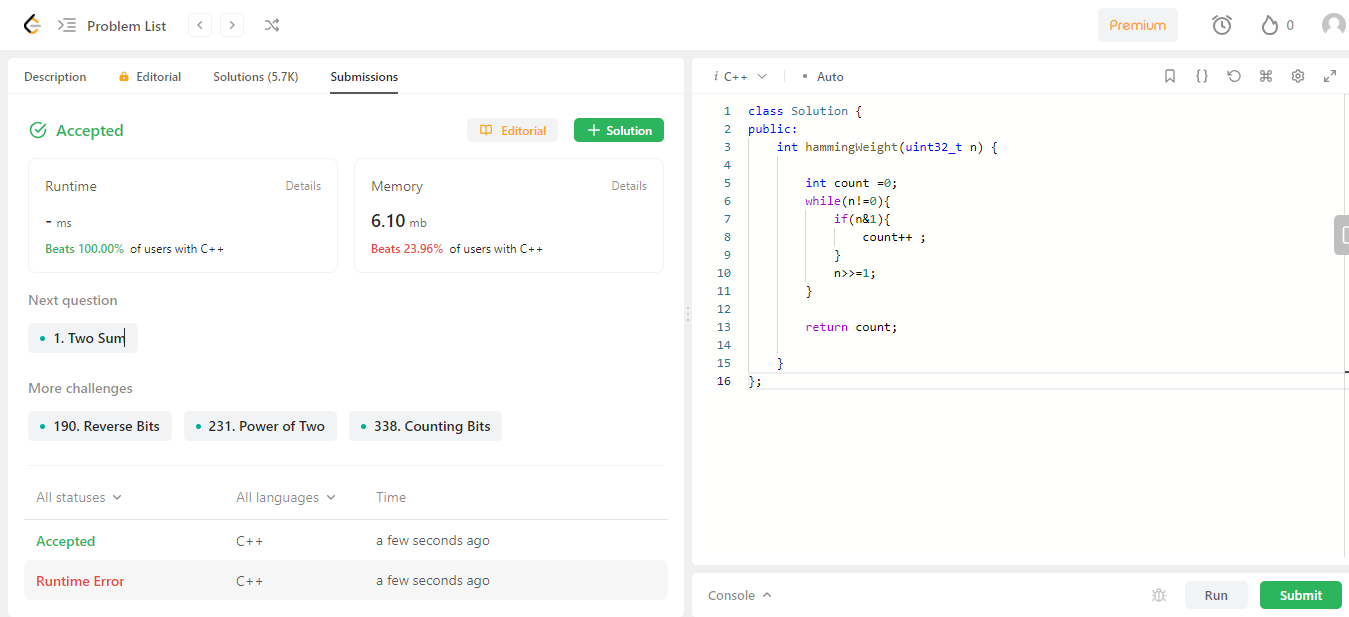 Problem List
Premium
0
Description Editorial Solutions (5.7K) Submissions
Accepted
Editorial
Solution
Runtime Details
- ms
Beats 100.00% of users with C++
Memory Details
6.10 mb
Beats 23.96% of users with C++
Next question
1. Two Sum
More challenges
190. Reverse Bits 231. Power of Two 338. Counting Bits
All statuses All languages Time
Accepted C++ a few seconds ago
Runtime Error C++ a few seconds ago
i C++ • Auto
1 class Solution {
2 public:
3 int hammingWeight(uint32_t n) {
4
5 int count =0;
6 while(n!=0){
7 if(n&1){
8 count++ ;
9 }
10 n>>=1;
11 }
12
13 return count;
14
15 }
16 };
Console
Run
Submit